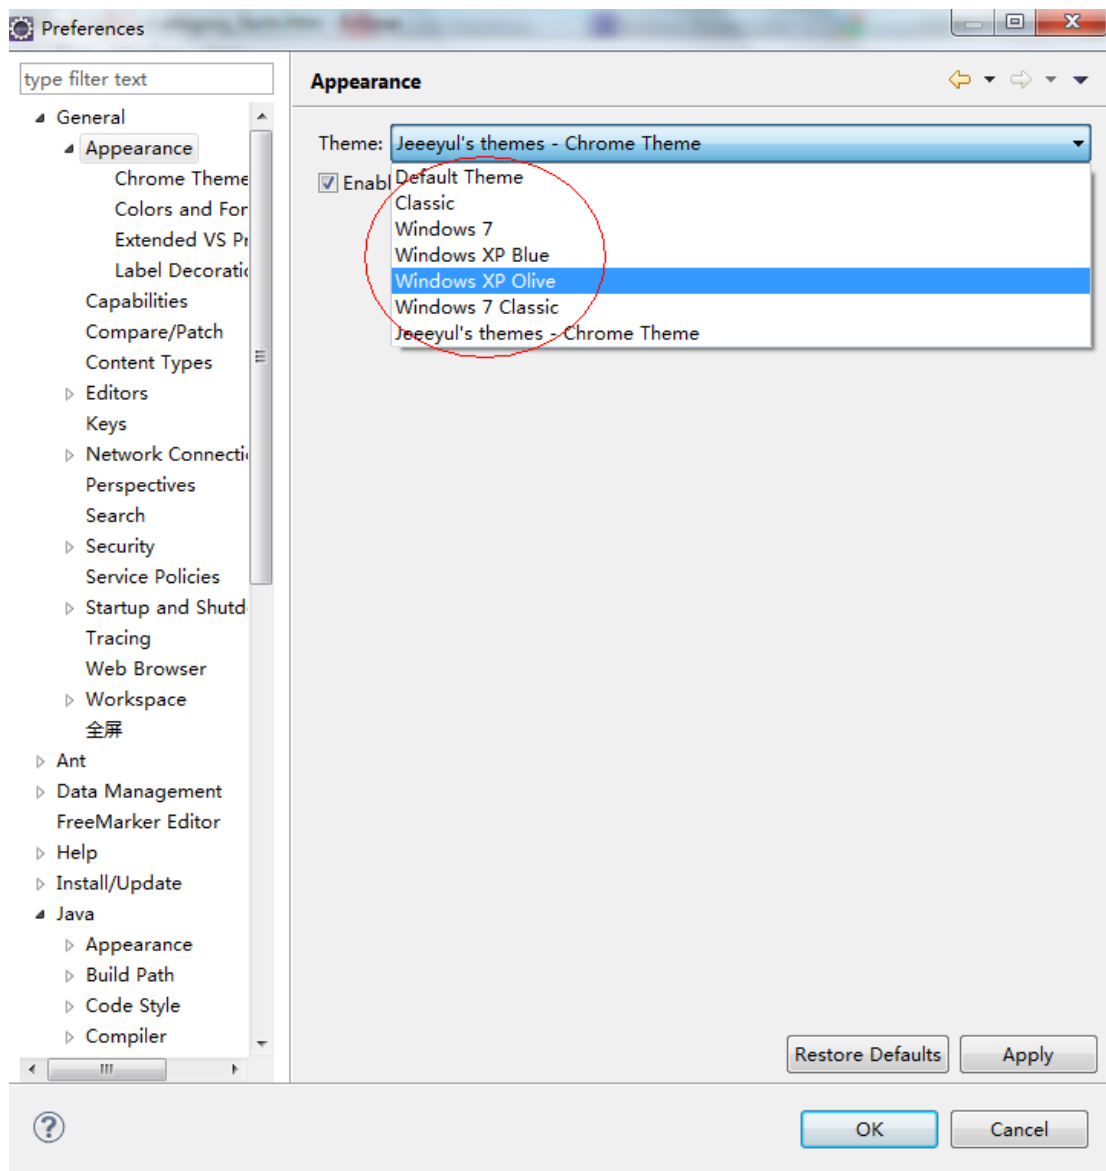 Preferences
type filter text
General
Appearance
Chrome Theme
Colors and For
Extended VS Pr
Label Decoratic
Capabilities
Compare/Patch
Content Types
Editors
Keys
Network Connecti
Perspectives
Search
Security
Service Policies
Startup and Shutd
Tracing
Web Browser
Workspace
全屏
Ant
Data Management
FreeMarker Editor
Help
Install/Update
Java
Appearance
Build Path
Code Style
Compiler
Appearance
Theme: Jeeeyul's themes - Chrome Theme
Enabl
Default Theme
Classic
Windows 7
Windows XP Blue
Windows XP Olive
Windows 7 Classic
Jeeeyul's themes - Chrome Theme
Restore Defaults
Apply
OK
Cancel